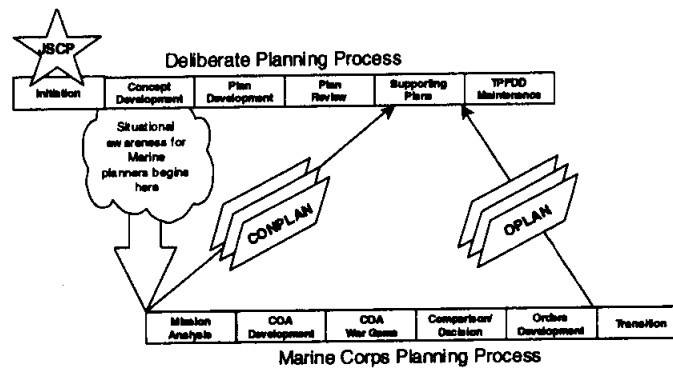 JSCP
Deliberate Planning Process
Initiation
Concept
Development
Plan
Development
Plan
Review
Supporting
Plans
TPFDD
Maintenance
Situational
awareness for
Marine
planners begins
here
CONPLAN
OPLAN
Mission
Analysis
COA
Development
COA
War Game
Comparison/
Decision
Orders
Development
Transition
Marine Corps Planning Process